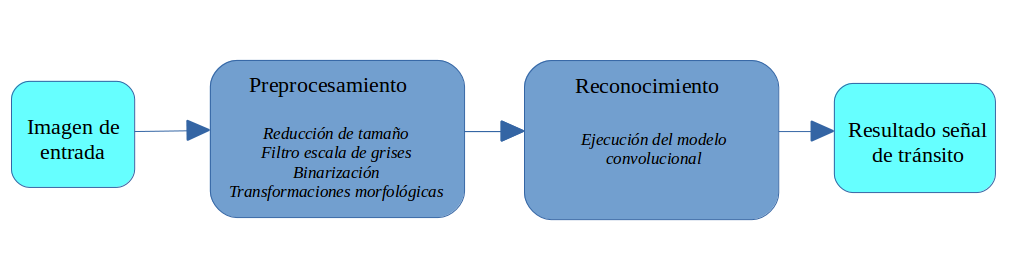 Imagen de
entrada
Preprocesamiento
Reducción de tamaño
Filtro escala de grises
Binarización
Transformaciones morfológicas
Reconocimiento
Ejecución del modelo
convolucional
Resultado señal
de tránsito